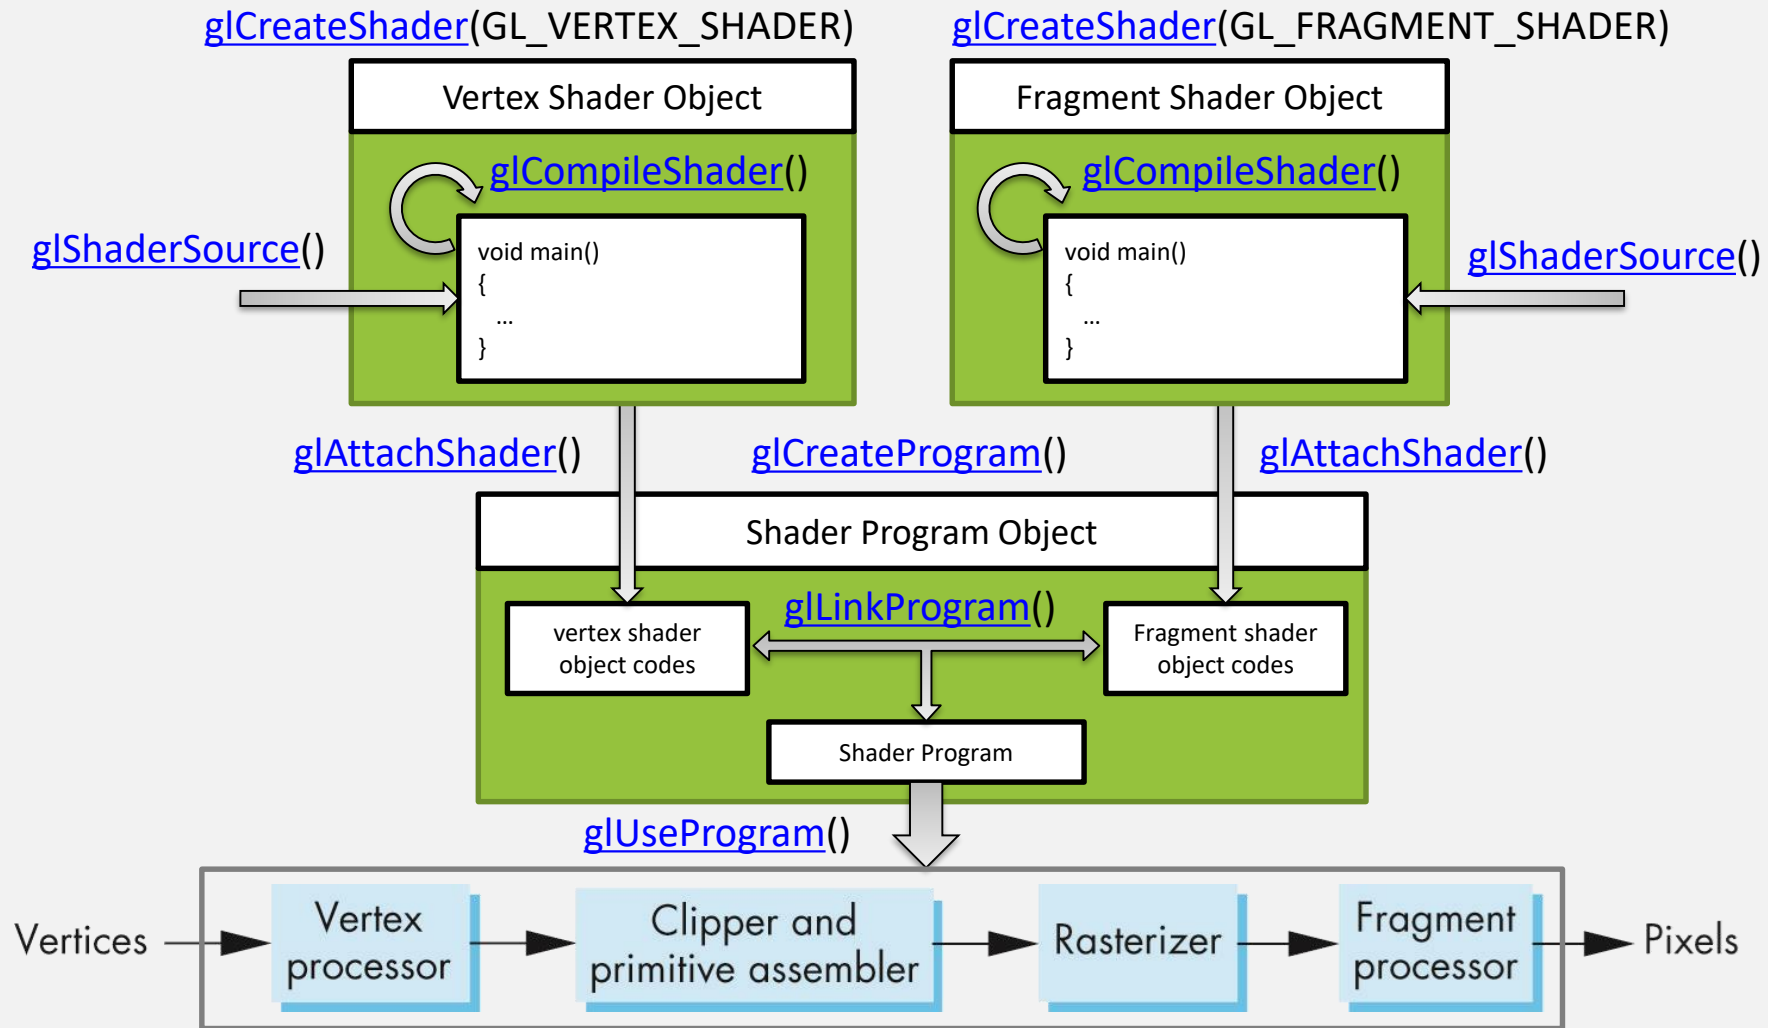 glCreateShader(GL_VERTEX_SHADER)
glCreateShader(GL_FRAGMENT_SHADER)
Vertex Shader Object
Fragment Shader Object
glCompileShader()
glCompileShader()
glShaderSource()
void main()
{
...
}
void main()
{
...
}
glShaderSource()
glAttachShader()
glCreateProgram()
glAttachShader()
Shader Program Object
glLinkProgram()
vertex shader
object codes
Fragment shader
object codes
Shader Program
glUseProgram()
Vertices
Vertex
processor
Clipper and
primitive assembler
Rasterizer
Fragment
processor
Pixels